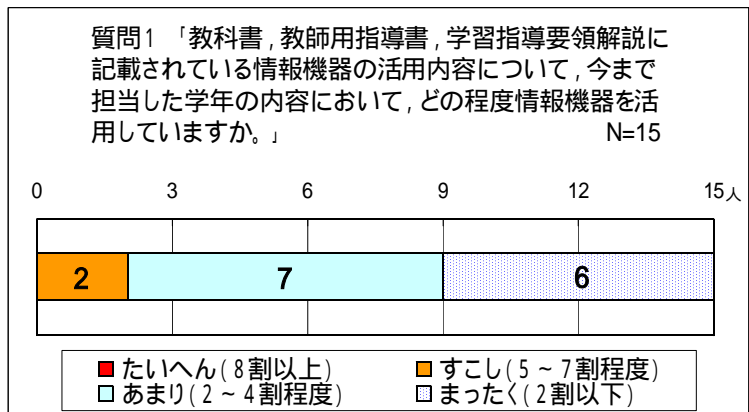 質問1 「教科書,教師用指導書,学習指導要領解説に
記載されている情報機器の活用内容について,今まで
担当した学年の内容において,どの程度情報機器を活
用していますか。」 N=15
0 3 6 9 12 15人
2 7 6
たいへん(8割以上) すこし(5~7割程度)
あまり(2~4割程度) まったく(2割以下)